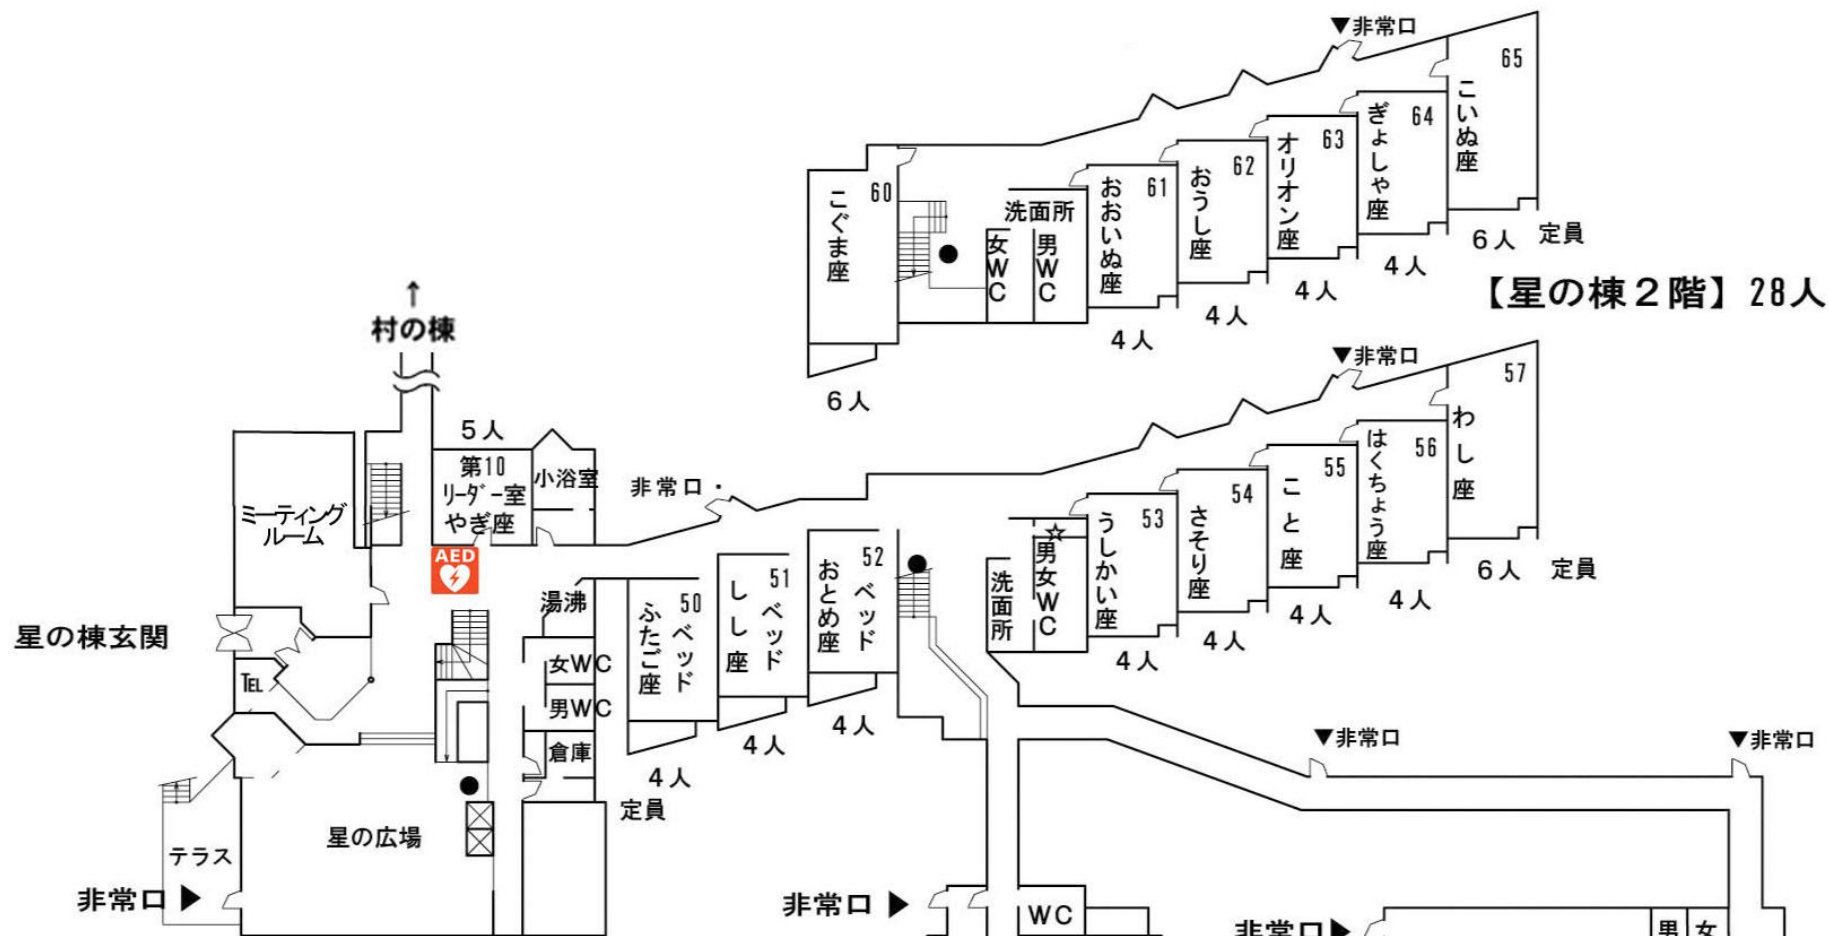 ▼非常口
65
こいぬ座
64
ぎょしゃ座
63
オリオン座
62
おうし座
61
おおいぬ座
60
こぐま座
洗面所
女WC
男WC
6人 定員
4人
4人
4人
4人
6人
【星の棟2階】28人
↑
村の棟
▼非常口
57
わし座
56
はくちょう座
55
こと座
54
さそり座
53
うしかい座
☆
男女WC
洗面所
6人 定員
4人
4人
4人
4人
5人
第10
リーダー室
やぎ座
小浴室
非常口・
ミーティング
ルーム
AED
湯沸
52
ベッド
おとめ座
51
ベッド
しし座
50
ベッド
ふたご座
4人
4人
4人
定員
星の棟玄関
TEL
女WC
男WC
倉庫
星の広場
テラス
非常口▶
▼非常口
▼非常口
非常口▶
WC
非常口▶
男
女